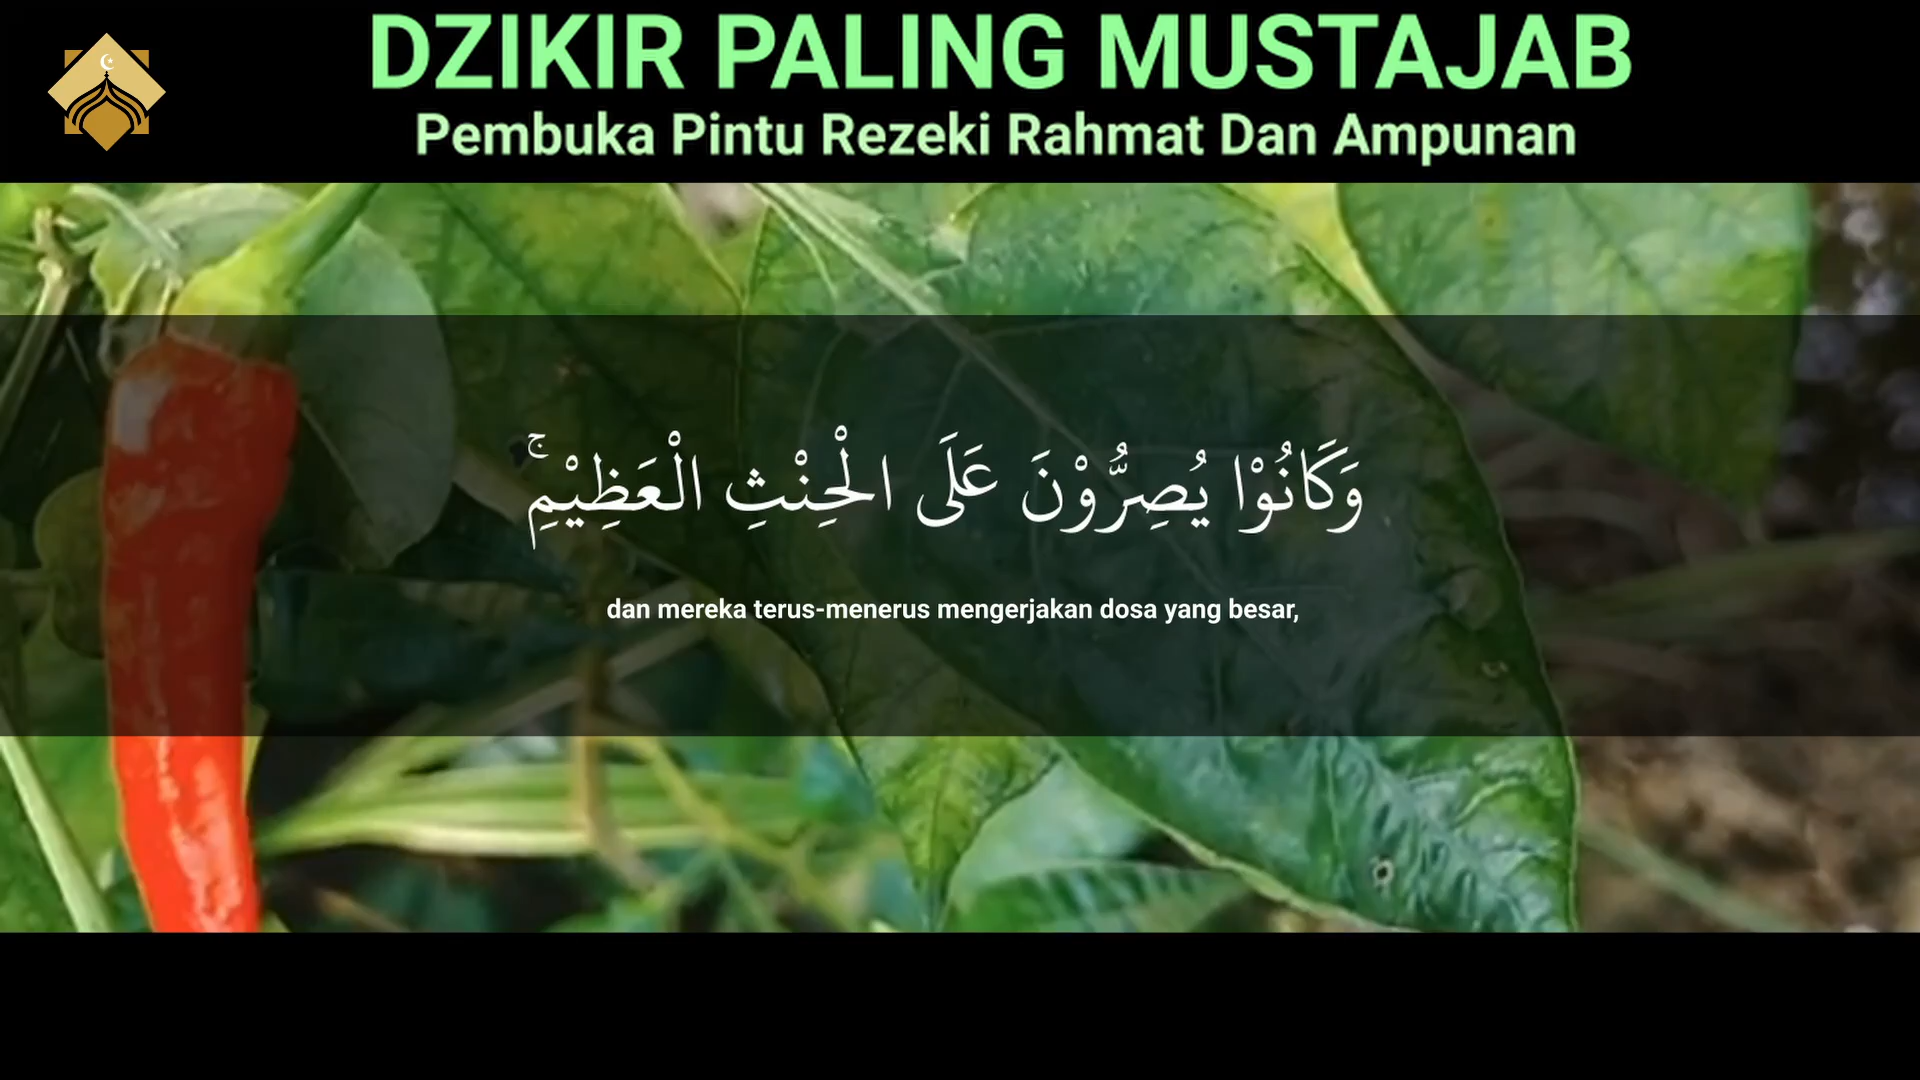 DZIKIR PALING MUSTAJAB
Pembuka Pintu Rezeki Rahmat Dan Ampunan
وَكَانُوْا يُصِرُّوْنَ عَلَى الْحِنْثِ الْعَظِيْمِۚ
dan mereka terus-menerus mengerjakan dosa yang besar,